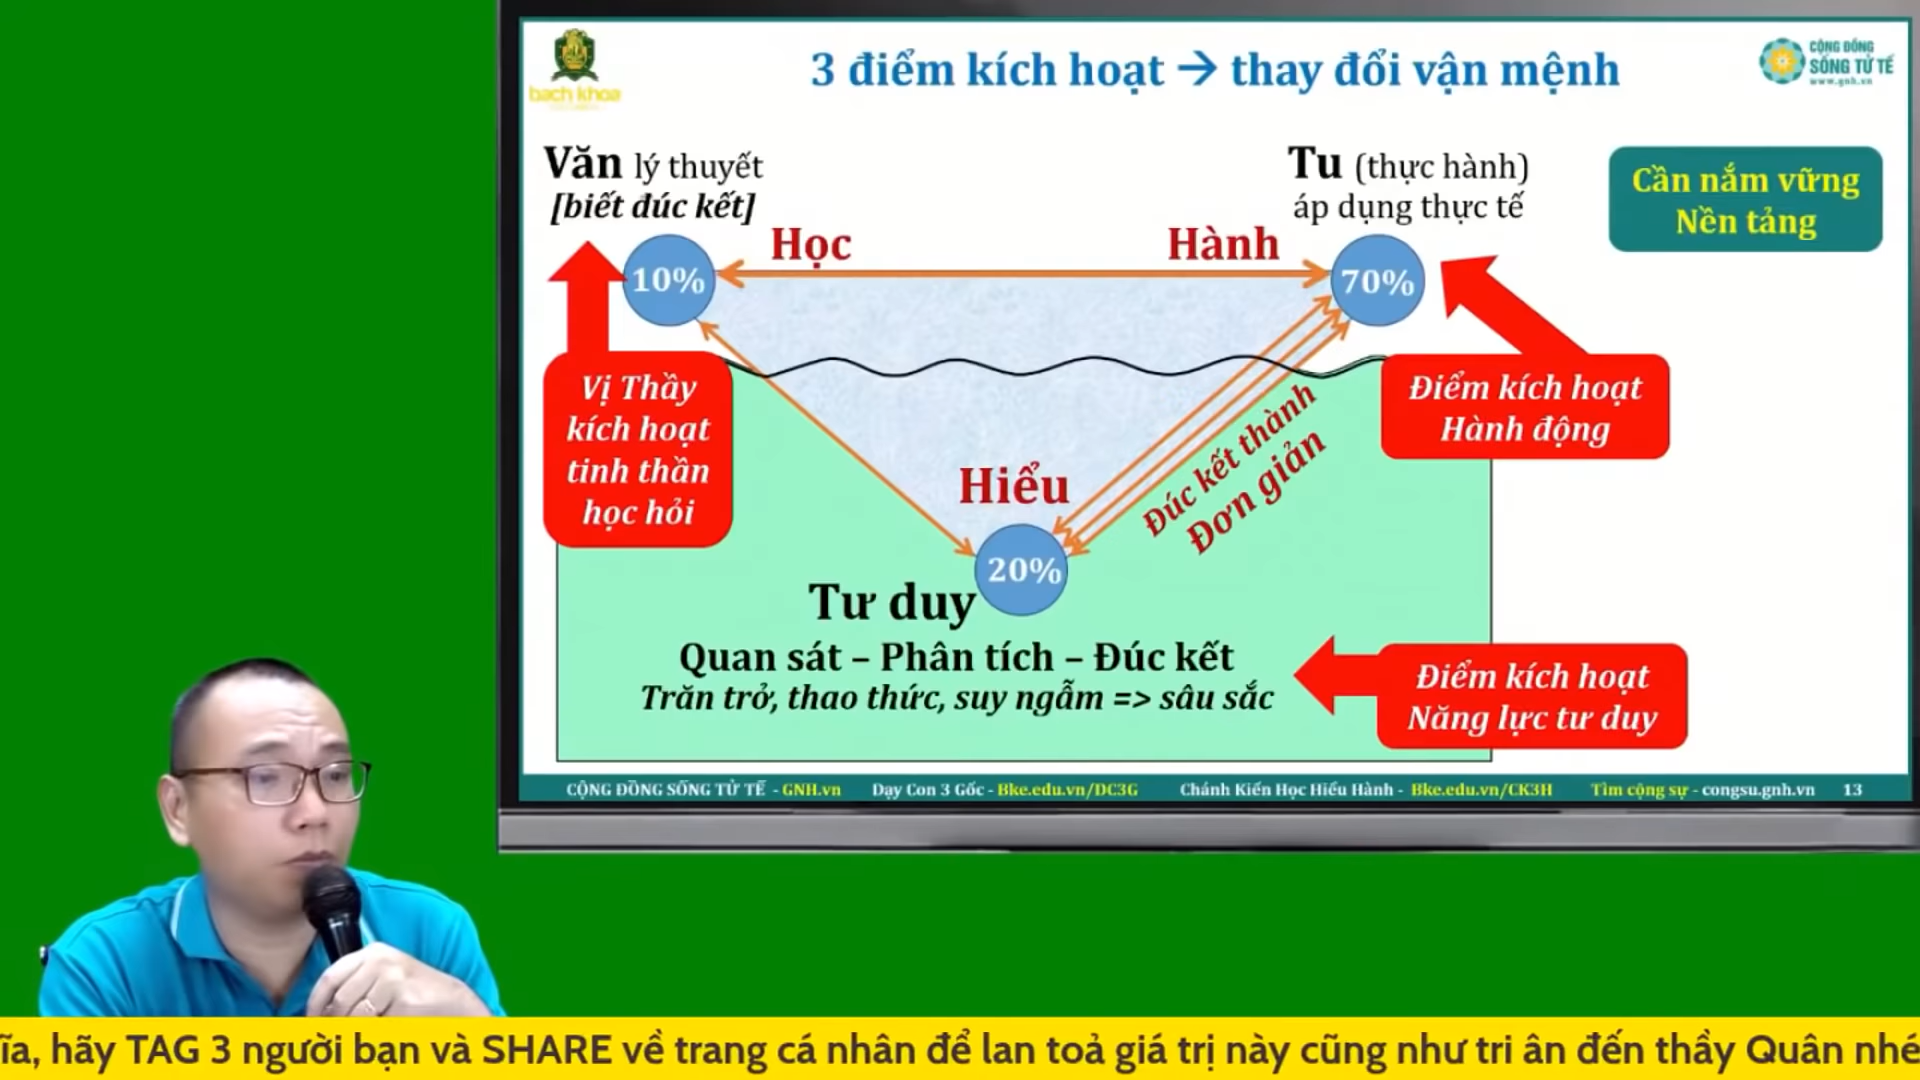 bach khoa
3 điểm kích hoạt → thay đổi vận mệnh
CỘNG ĐỒNG
SỐNG TỬ TẾ
www.gnh.vn
Văn lý thuyết
[biết đúc kết]
Tu (thực hành)
áp dụng thực tế
Cần nắm vững
Nền tảng
Học
Hành
10%
70%
Vị Thầy
kích hoạt
tinh thần
học hỏi
Điểm kích hoạt
Hành động
Đúc kết thành
Đơn giản
Hiểu
20%
Tư duy
Quan sát – Phân tích – Đúc kết
Trăn trở, thao thức, suy ngẫm => sâu sắc
Điểm kích hoạt
Năng lực tư duy
CỘNG ĐỒNG SỐNG TỬ TẾ - GNH.vn Dạy Con 3 Gốc - Bke.edu.vn/DC3G Chánh Kiến Học Hiểu Hành - Bke.edu.vn/CK3H Tìm cộng sự - congsu.gnh.vn 13
ĩa, hãy TAG 3 người bạn và SHARE về trang cá nhân để lan toả giá trị này cũng như tri ân đến thầy Quân nhé